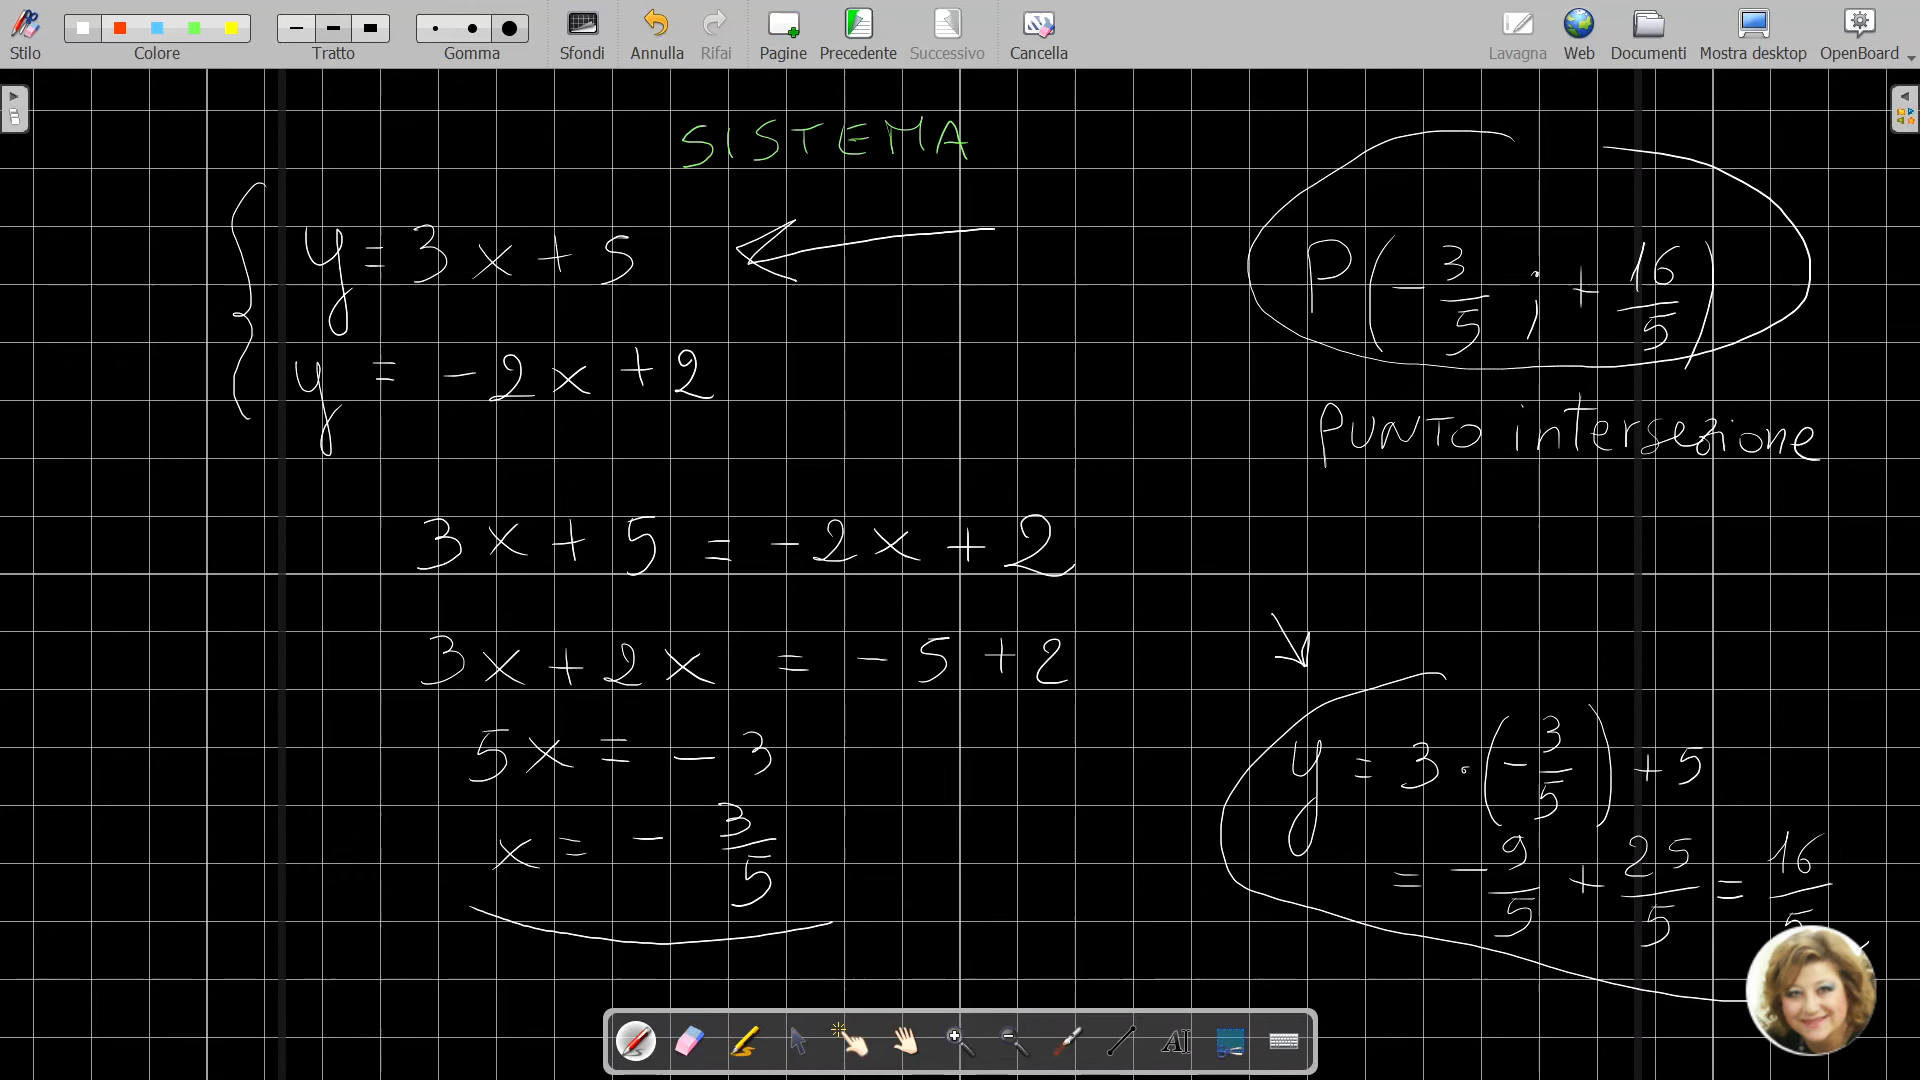 Stilo Colore Tratto Gomma Sfondi Annulla Rifai Pagine Precedente Successivo Cancella Lavagna Web Documenti Mostra desktop OpenBoard
SISTEMA
y = 3x + 5
y = -2x + 2
3x + 5 = -2x + 2
3x + 2x = -5 + 2
5x = -3
x = -3/5
P(-3/5 ; +16/5)
PUNTO intersezione
y = 3 · (-3/5) + 5
= -9/5 + 25/5 = 16/5
AI